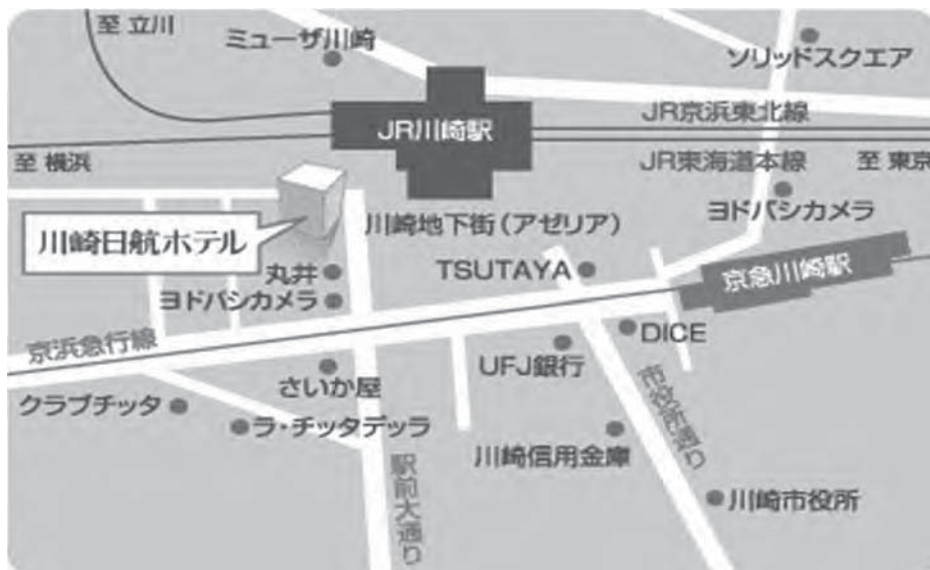 至 立川
ミューザ川崎
ソリッドスクエア
JR京浜東北線
JR川崎駅
JR東海道本線
至 横浜
至 東京
ヨドバシカメラ
川崎地下街(アゼリア)
川崎日航ホテル
京急川崎駅
丸井
TSUTAYA
ヨドバシカメラ
DICE
京浜急行線
UFJ銀行
さいか屋
市役所通り
クラブチッタ
ラ・チッタデッラ
川崎信用金庫
駅前大通り
川崎市役所